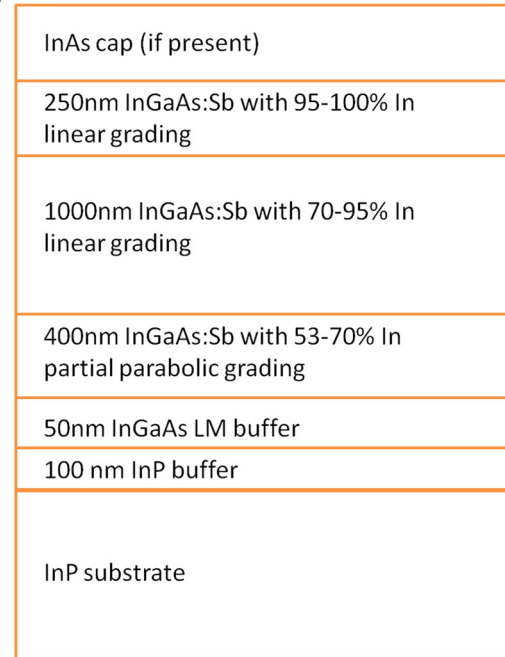 InAs cap (if present)
250nm InGaAs:Sb with 95-100% In
linear grading
1000nm InGaAs:Sb with 70-95% In
linear grading
400nm InGaAs:Sb with 53-70% In
partial parabolic grading
50nm InGaAs LM buffer
100 nm InP buffer
InP substrate